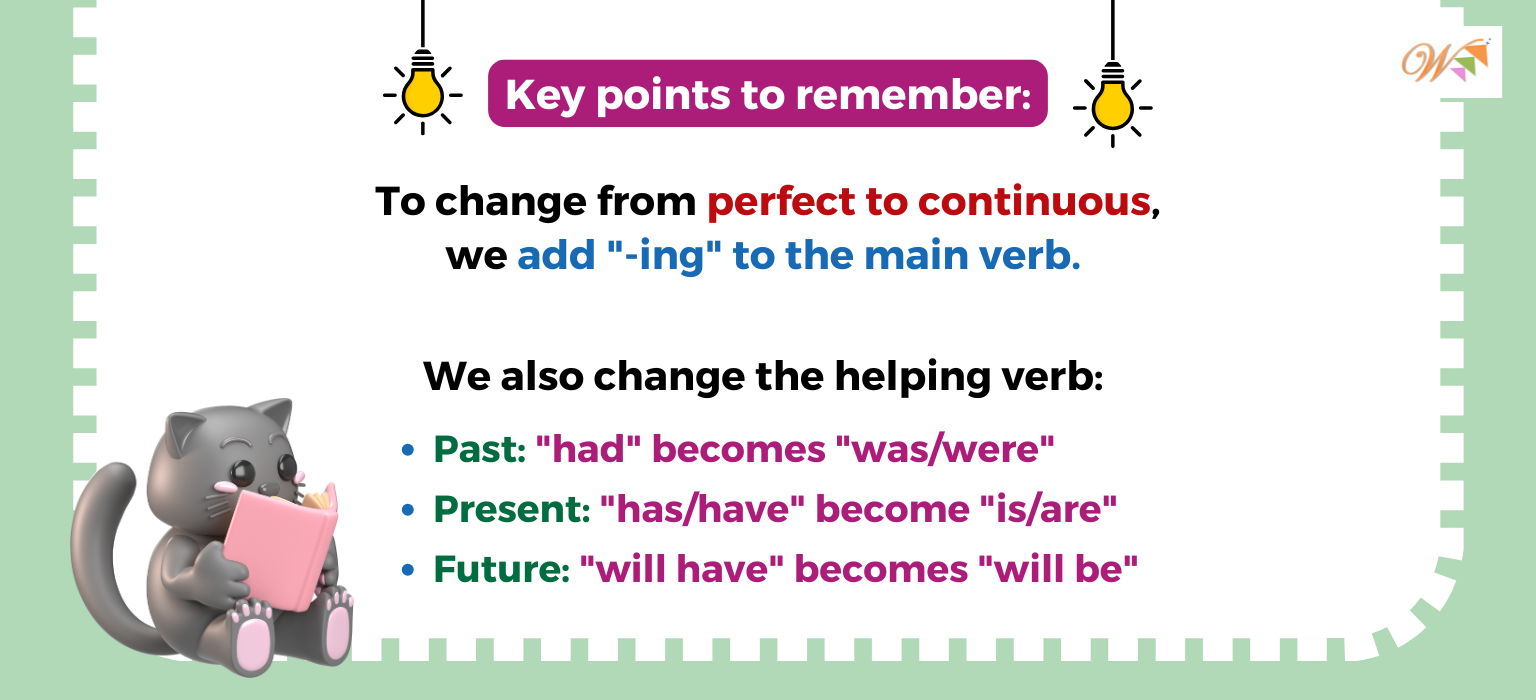 Key points to remember:
W
To change from perfect to continuous,
we add "-ing" to the main verb.
We also change the helping verb:
• Past: "had" becomes "was/were"
• Present: "has/have" become "is/are"
• Future: "will have" becomes "will be"